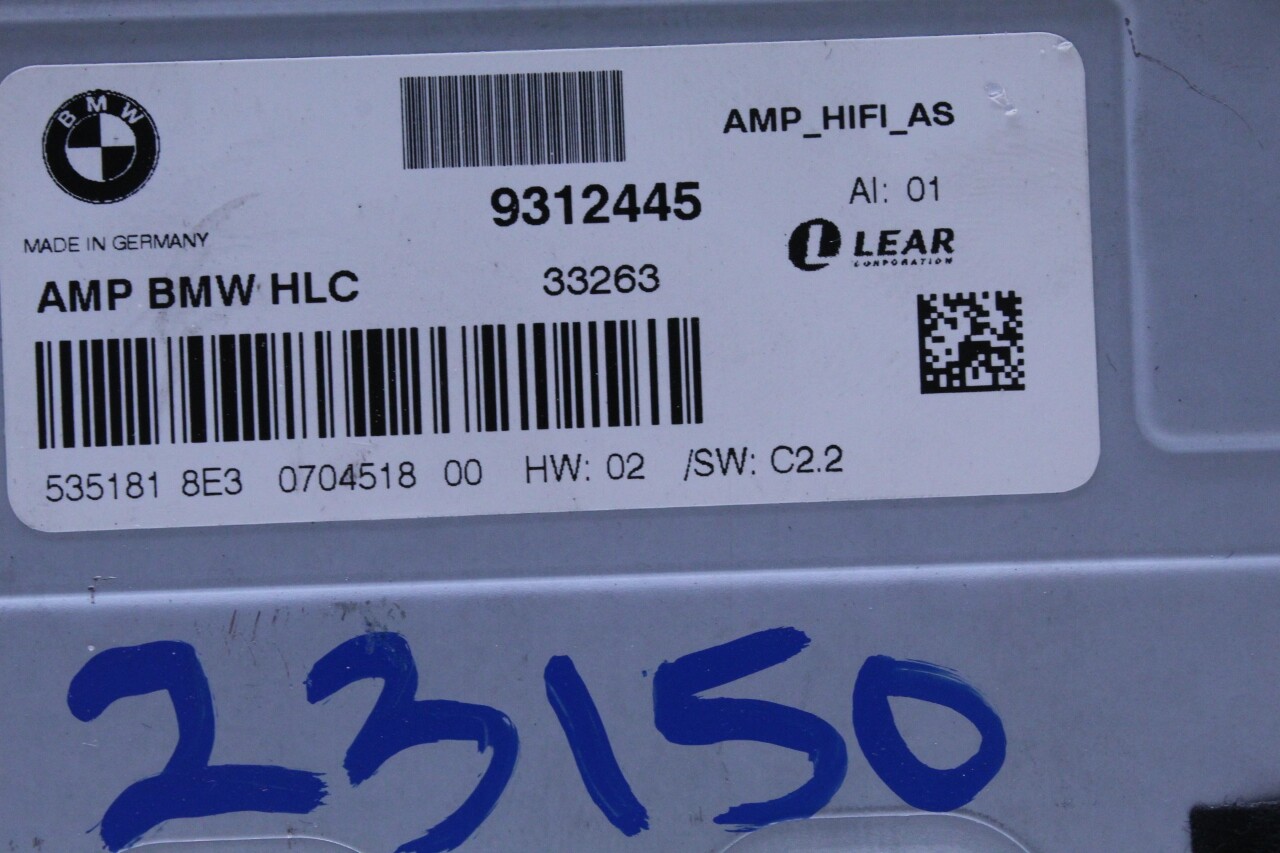 BMW
AMP_HIFI_AS
9312445
AI: 01
MADE IN GERMANY
LEAR
CORPORATION
AMP BMW HLC
33263
535181 8E3 0704518 00 HW: 02 /SW: C2.2
23150